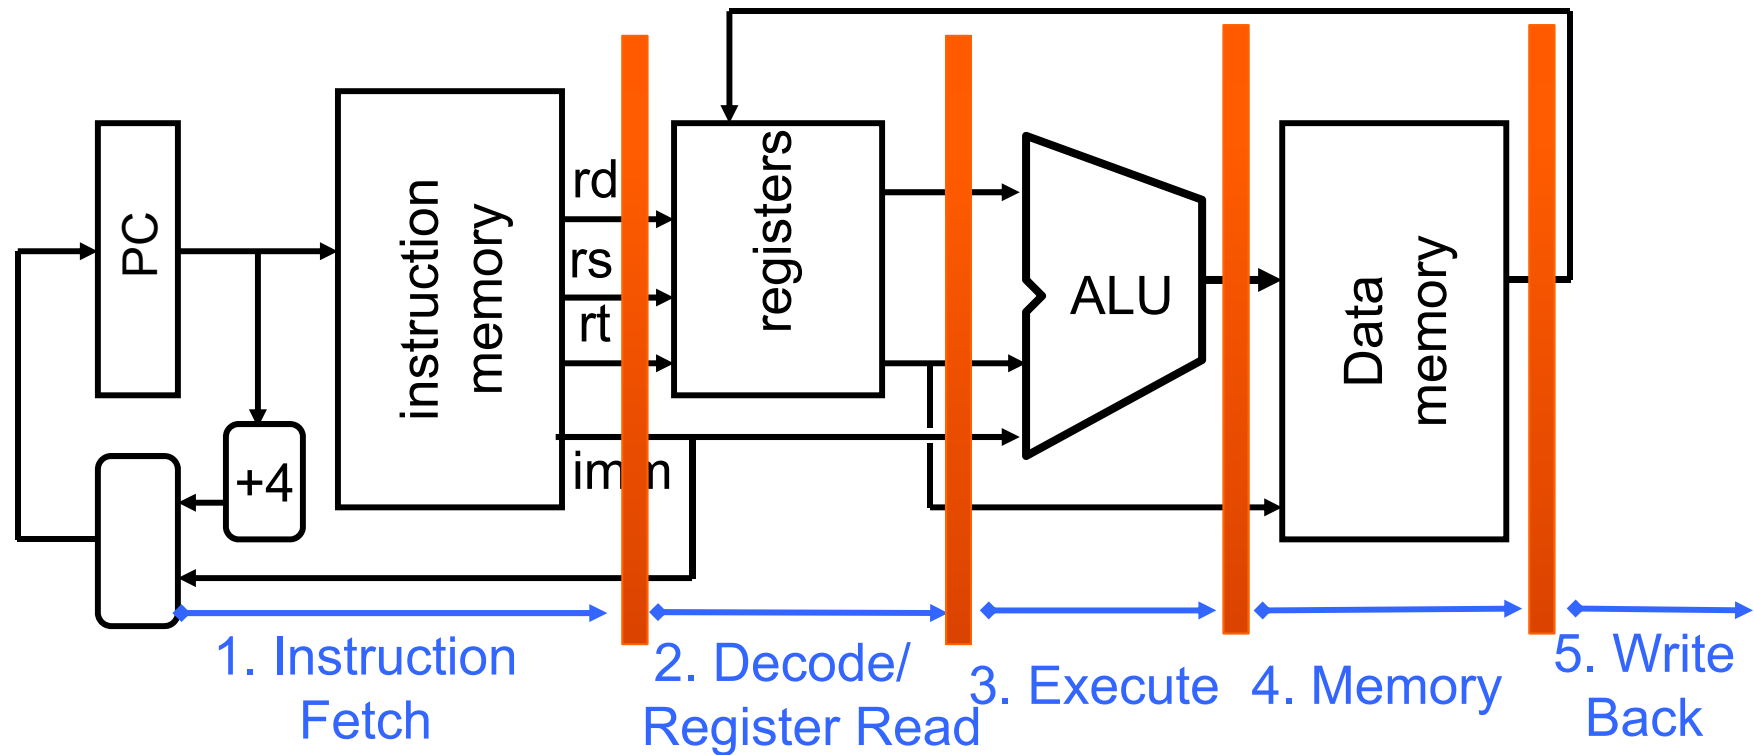 PC
+4
instruction
memory
rd
rs
rt
imm
registers
ALU
Data
memory
1. Instruction
Fetch
2. Decode/
Register Read
3. Execute
4. Memory
5. Write
Back